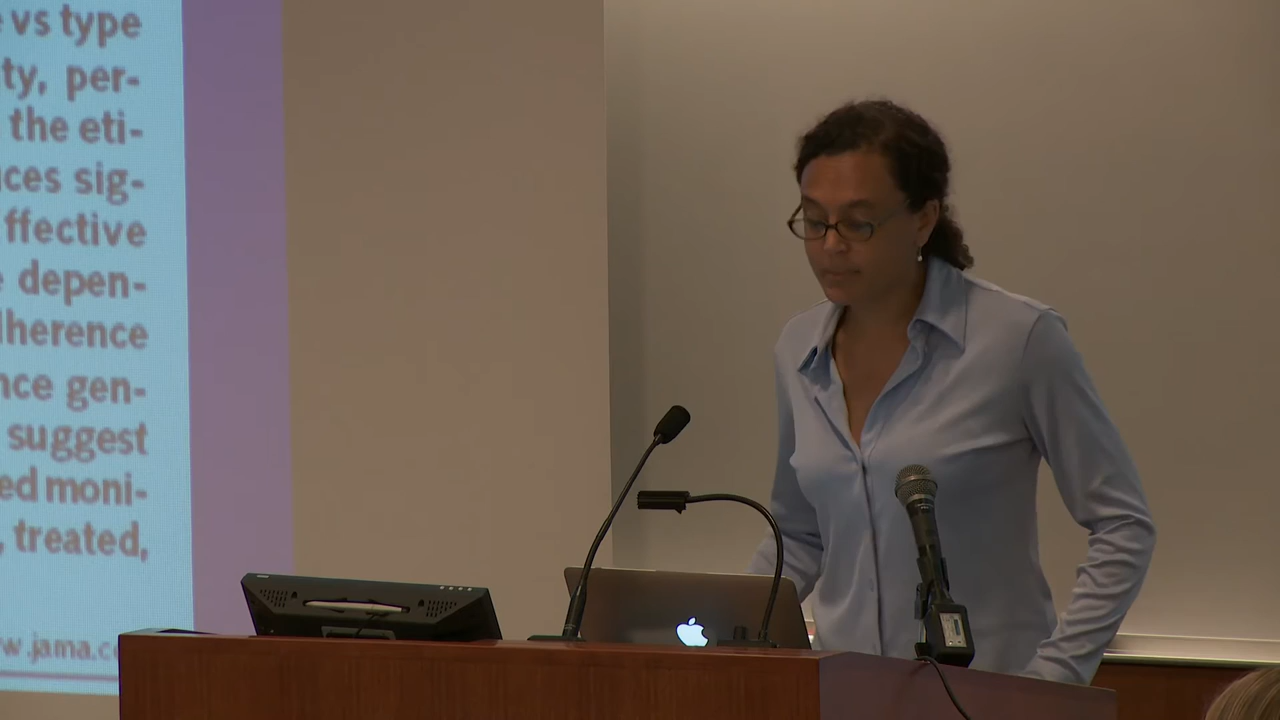 vs type
ty, per-
the eti-
ces sig-
ffective
depen-
herence
nce gen-
suggest
ed moni-
, treated,
w.jama.c